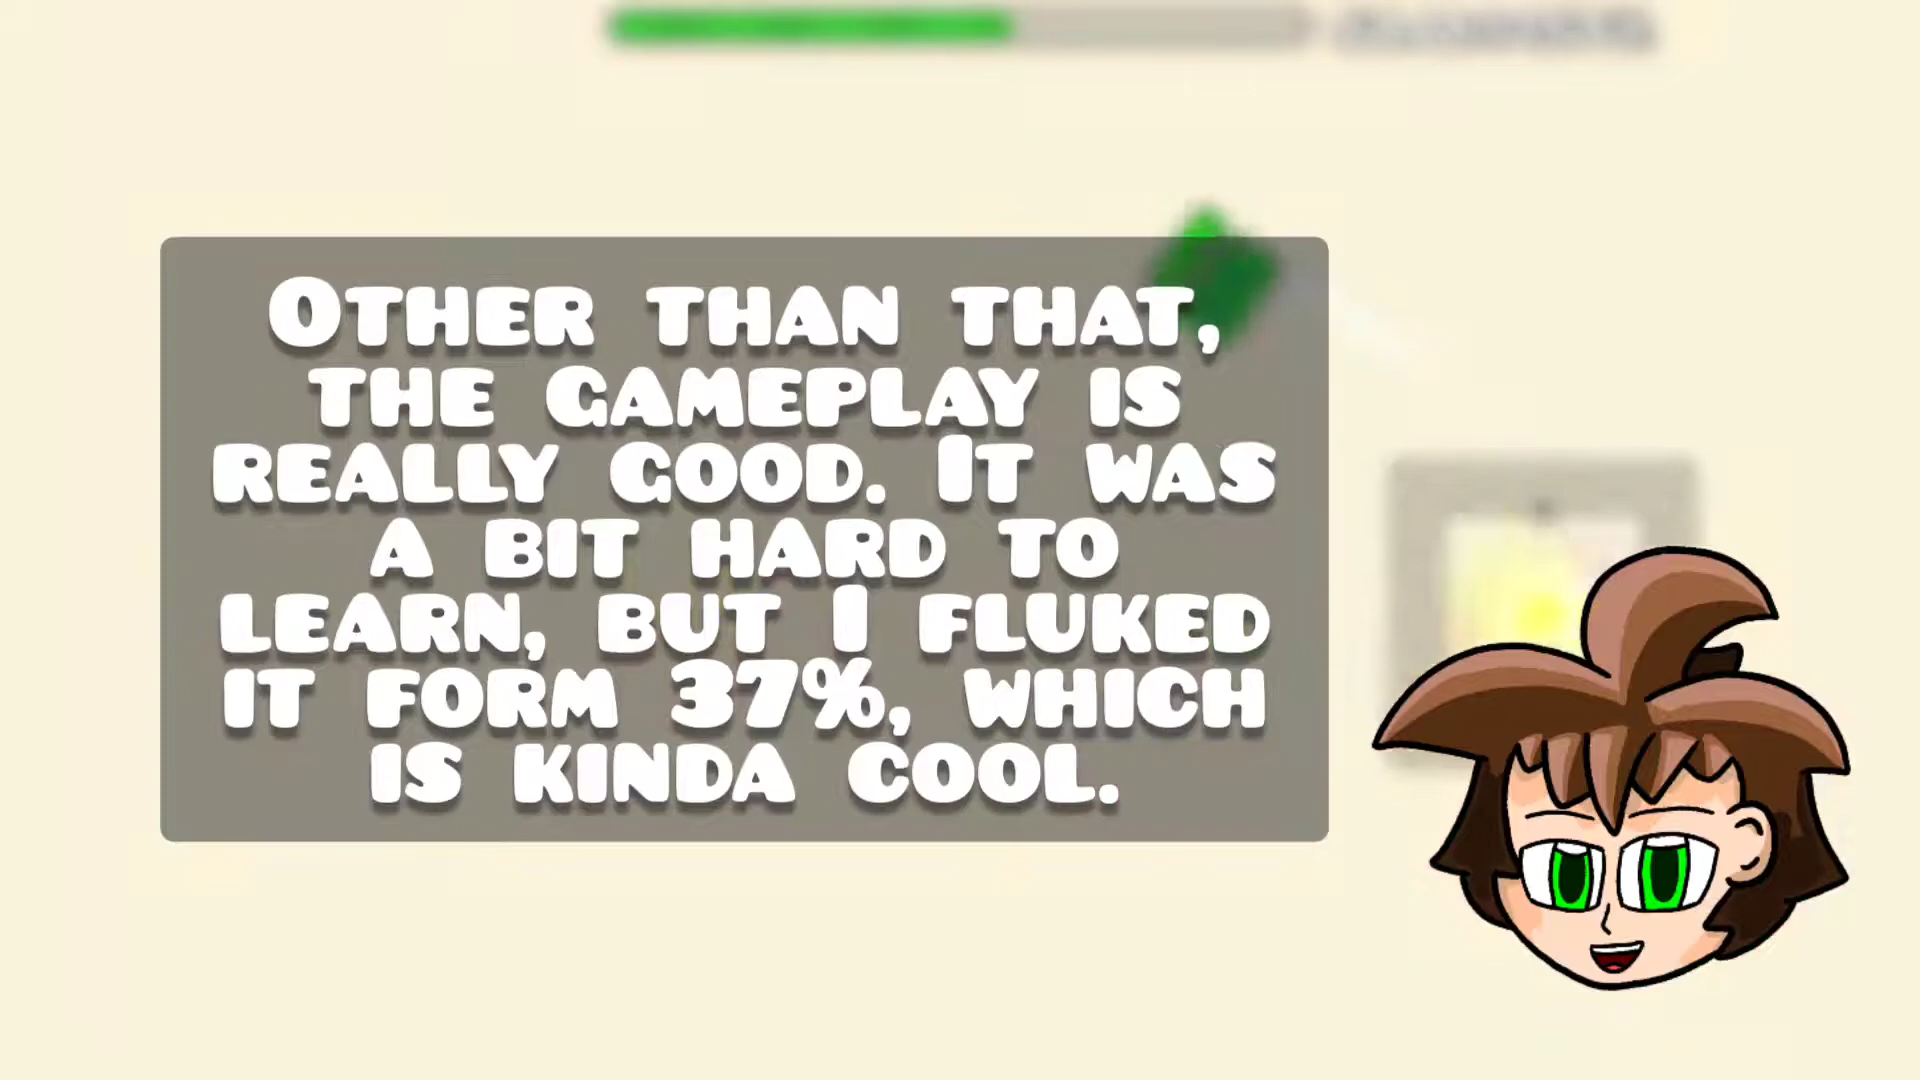 Other than that,
the gameplay is
really good. It was
a bit hard to
learn, but I fluked
it form 37%, which
is kinda cool.